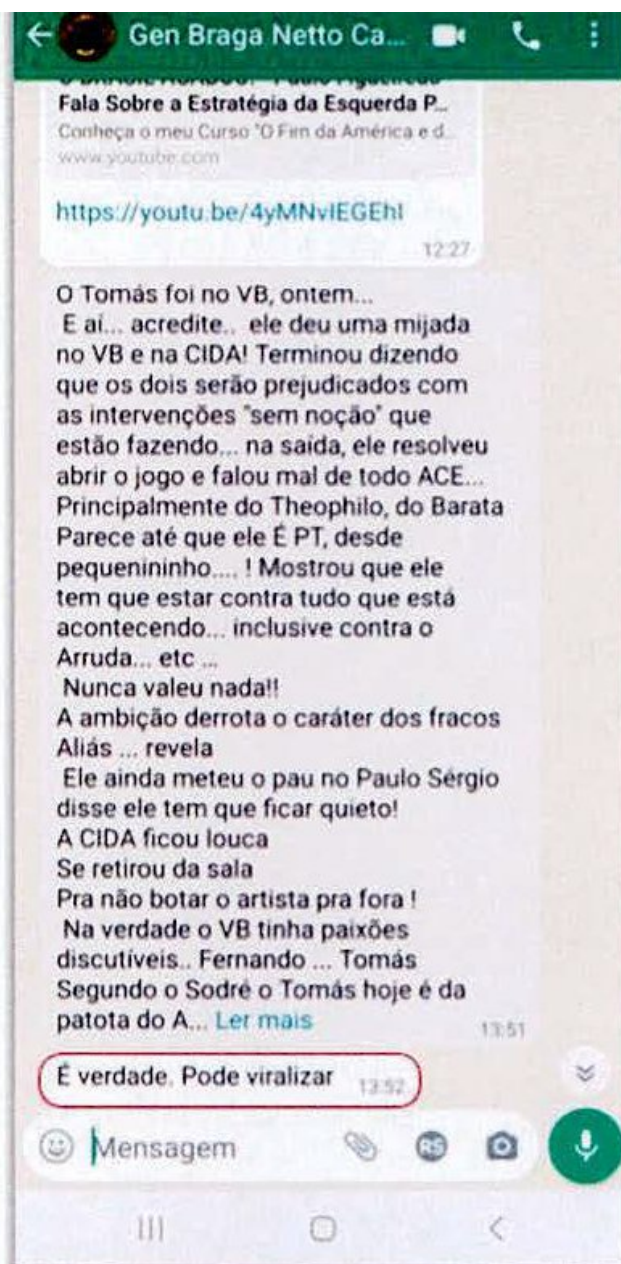 Gen Braga Netto Ca...
Fala Sobre a Estratégia da Esquerda P...
Conheça o meu Curso "O Fim da América e d...
www.youtube.com
https://youtu.be/4yMNvIEGEhI
12:27
O Tomás foi no VB, ontem...
E aí... acredite.. ele deu uma mijada
no VB e na CIDA! Terminou dizendo
que os dois serão prejudicados com
as intervenções "sem noção" que
estão fazendo... na saída, ele resolveu
abrir o jogo e falou mal de todo ACE...
Principalmente do Theophilo, do Barata
Parece até que ele É PT, desde
pequenininho.... ! Mostrou que ele
tem que estar contra tudo que está
acontecendo... inclusive contra o
Arruda... etc ...
Nunca valeu nada!!
A ambição derrota o caráter dos fracos
Aliás ... revela
Ele ainda meteu o pau no Paulo Sérgio
disse ele tem que ficar quieto!
A CIDA ficou louca
Se retirou da sala
Pra não botar o artista pra fora !
Na verdade o VB tinha paixões
discutíveis.. Fernando ... Tomás
Segundo o Sodré o Tomás hoje é da
patota do A... Ler mais
13:51
É verdade. Pode viralizar
13:52
Mensagem